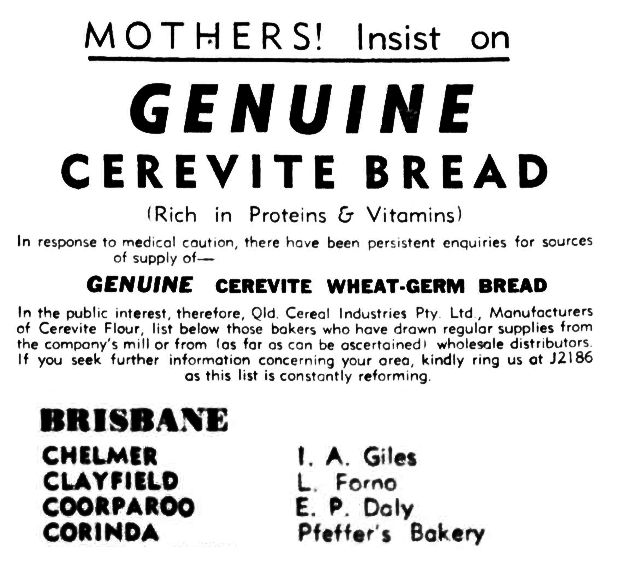 MOTHERS! Insist on
GENUINE
CEREVITE BREAD
(Rich in Proteins & Vitamins)
In response to medical caution, there have been persistent enquiries for sources
of supply of—
GENUINE CEREVITE WHEAT-GERM BREAD
In the public interest, therefore, Qld. Cereal Industries Pty. Ltd., Manufacturers
of Cerevite Flour, list below those bakers who have drawn regular supplies from
the company's mill or from (as far as can be ascertained) wholesale distributors.
If you seek further information concerning your area, kindly ring us at J2186
as this list is constantly reforming.
BRISBANE
CHELMER I. A. Giles
CLAYFIELD L. Forno
COORPAROO E. P. Daly
CORINDA Pfeffer's Bakery